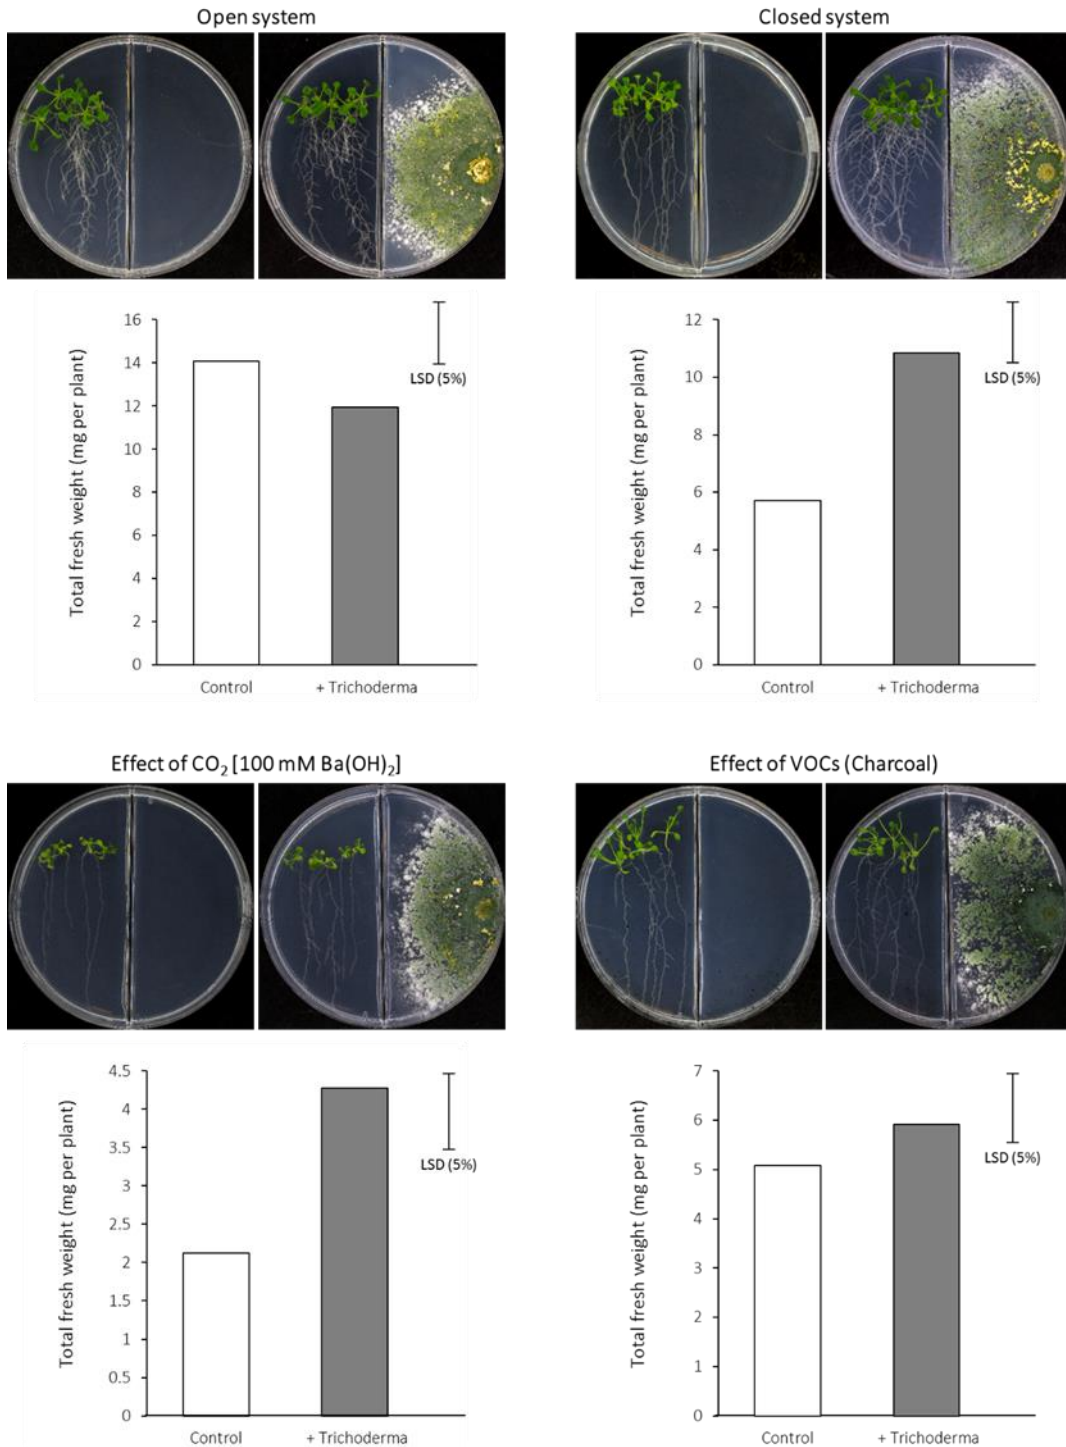 Open system
Closed system
16
14
12
10
8
6
4
2
0
Total fresh weight (mg per plant)
LSD (5%)
Control
+ Trichoderma
12
10
8
6
4
2
0
Total fresh weight (mg per plant)
LSD (5%)
Control
+ Trichoderma
Effect of CO₂ [100 mM Ba(OH)₂]
Effect of VOCs (Charcoal)
4.5
4
3.5
3
2.5
2
1.5
1
0.5
0
Total fresh weight (mg per plant)
LSD (5%)
Control
+ Trichoderma
7
6
5
4
3
2
1
0
Total fresh weight (mg per plant)
LSD (5%)
Control
+ Trichoderma